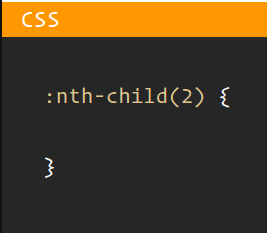 CSS
:nth-child(2) {
}